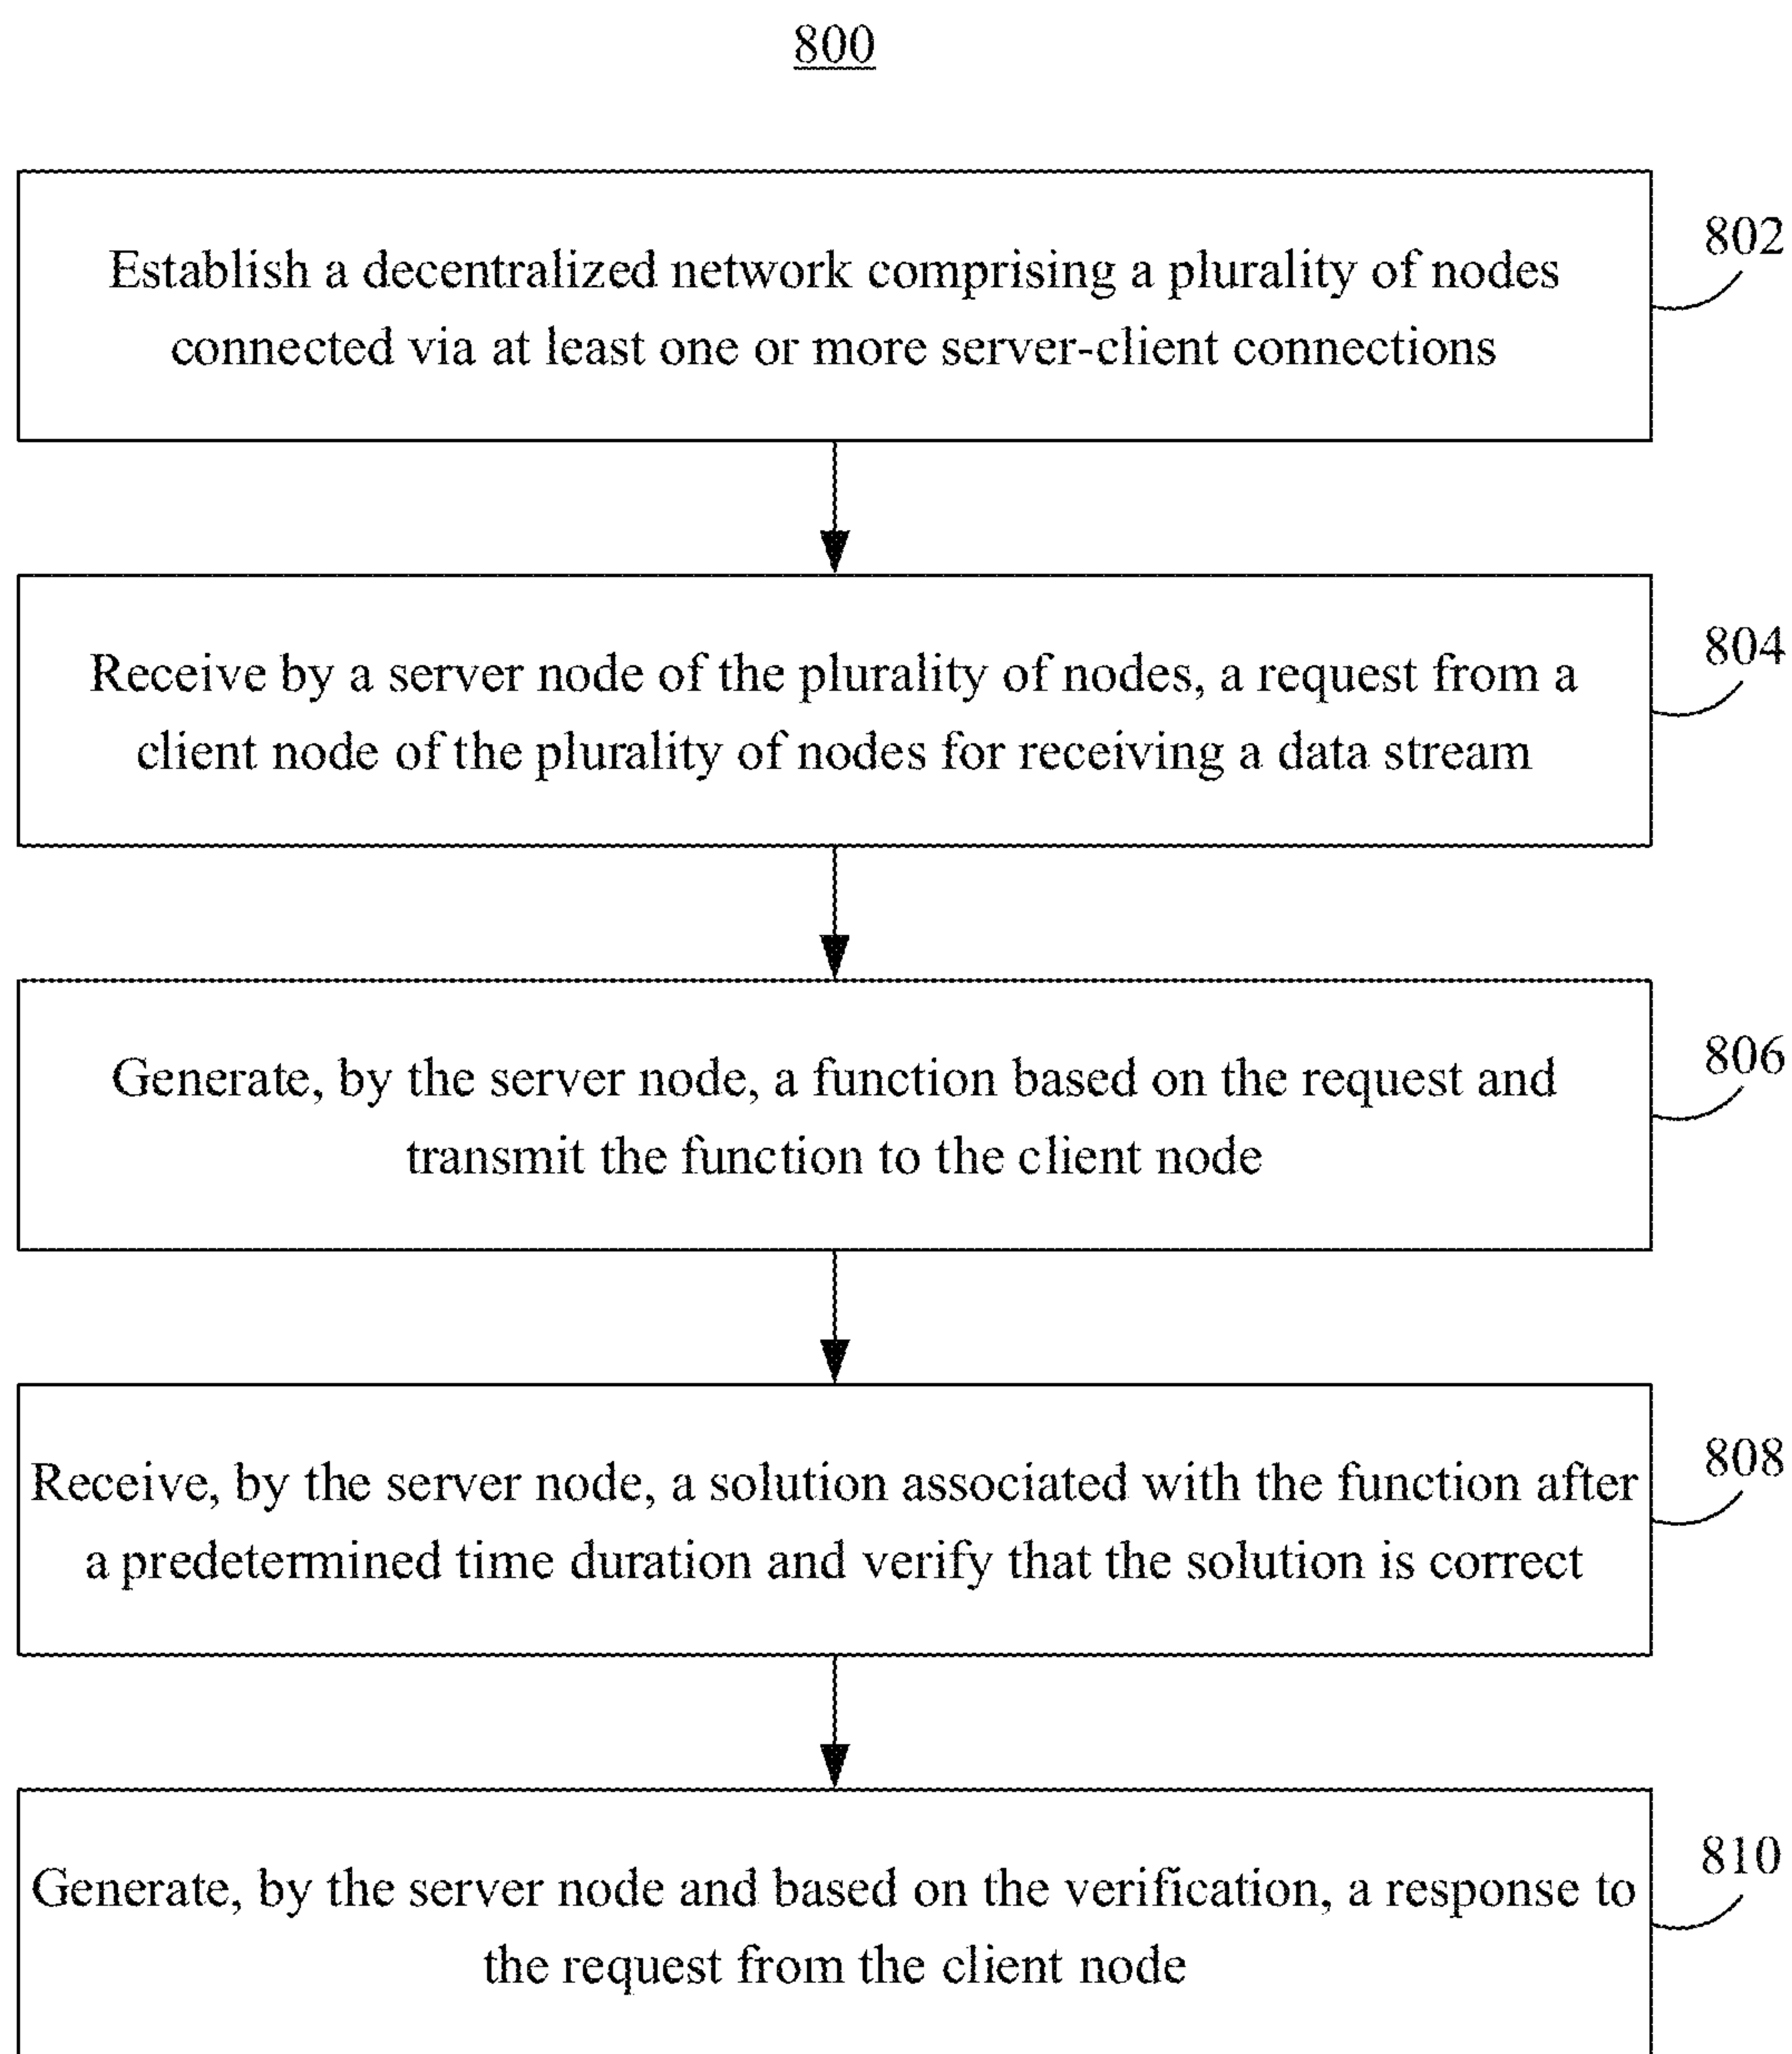 800
Establish a decentralized network comprising a plurality of nodes
connected via at least one or more server-client connections
802
Receive by a server node of the plurality of nodes, a request from a
client node of the plurality of nodes for receiving a data stream
804
Generate, by the server node, a function based on the request and
transmit the function to the client node
806
Receive, by the server node, a solution associated with the function after
a predetermined time duration and verify that the solution is correct
808
Generate, by the server node and based on the verification, a response to
the request from the client node
810